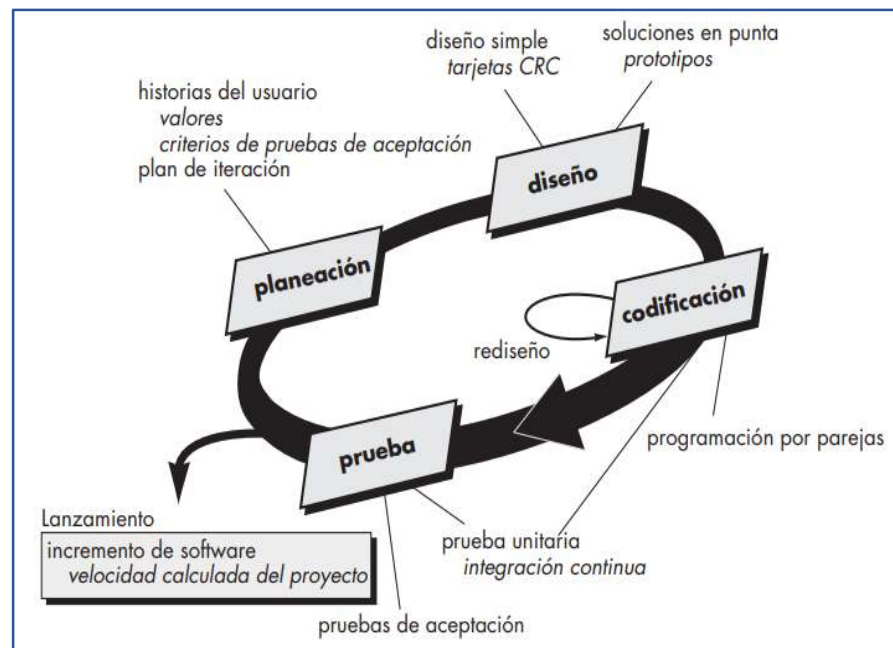 diseño simple
tarjetas CRC
soluciones en punta
prototipos
historias del usuario
valores
criterios de pruebas de aceptación
plan de iteración
diseño
planeación
codificación
rediseño
prueba
programación por parejas
Lanzamiento
incremento de software
velocidad calculada del proyecto
prueba unitaria
integración continua
pruebas de aceptación